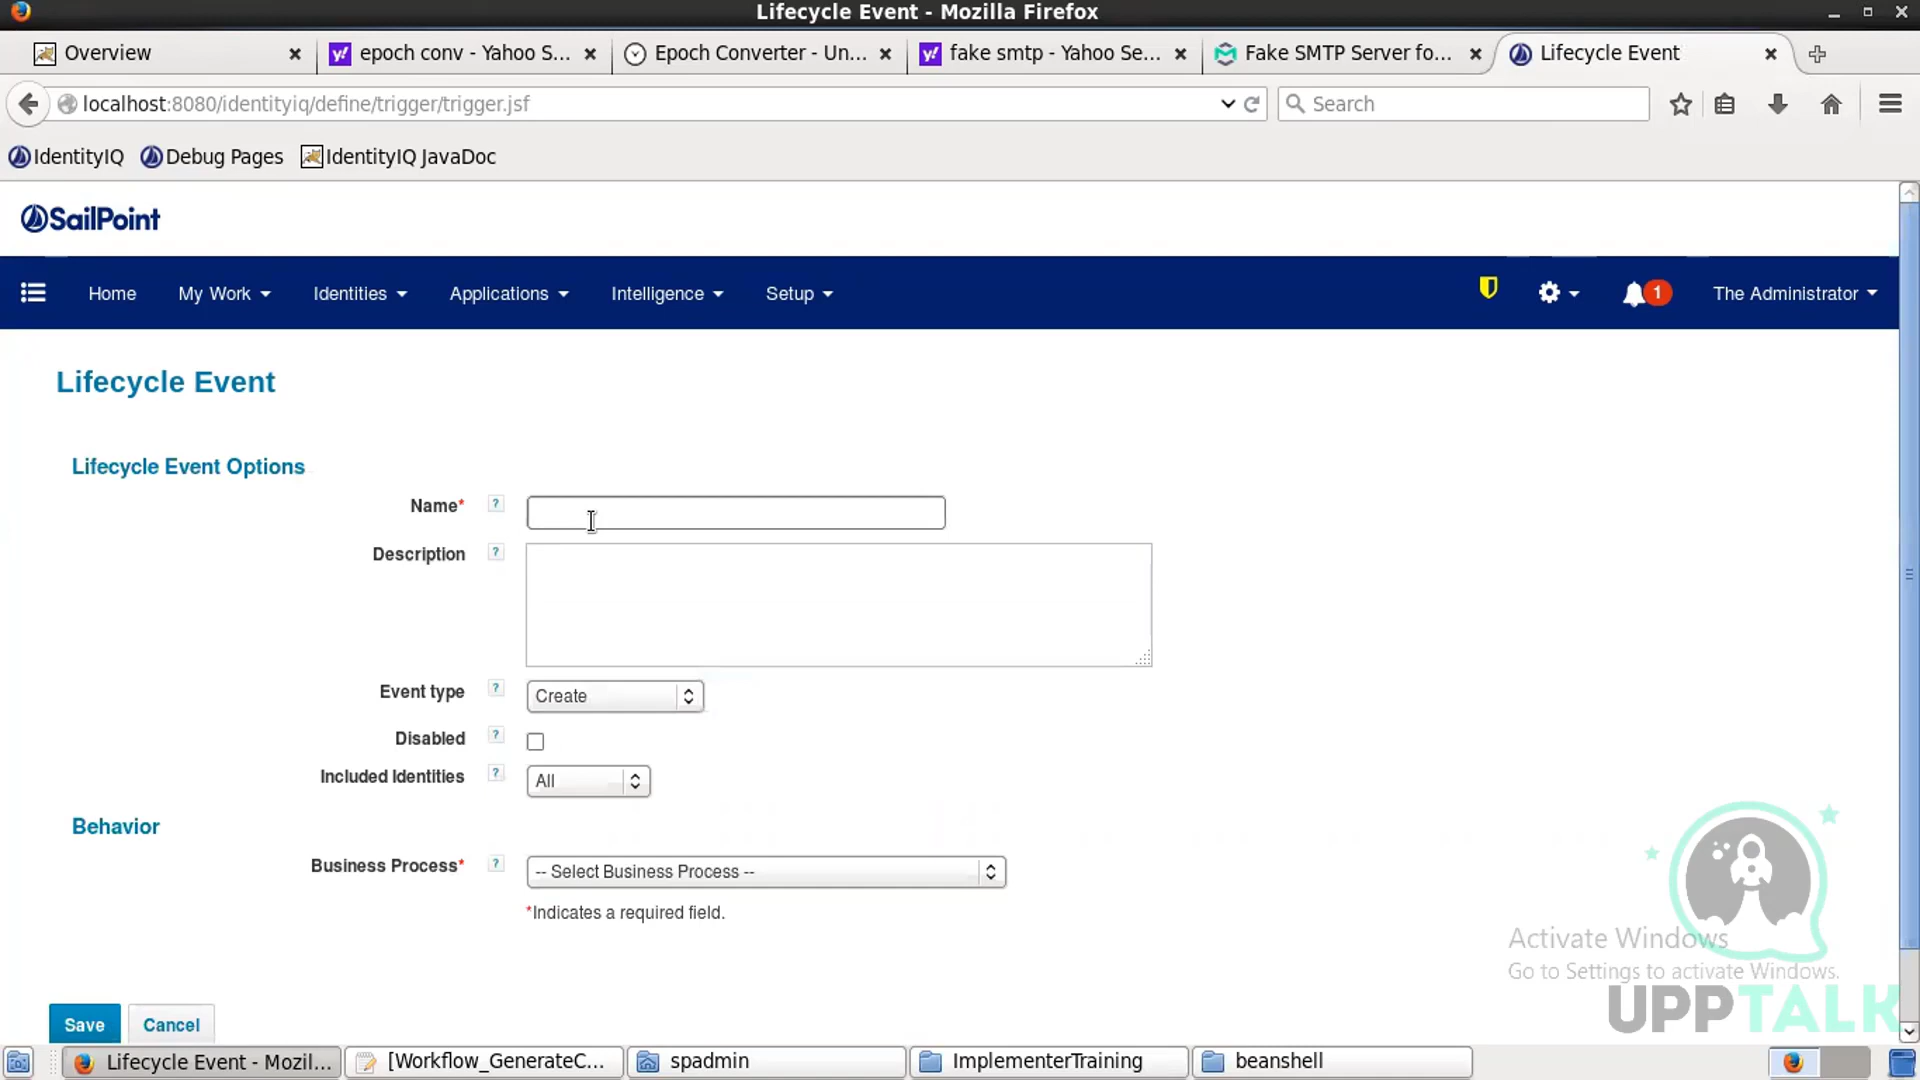 Lifecycle Event - Mozilla Firefox
Overview
epoch conv - Yahoo S...
Epoch Converter - Un...
fake smtp - Yahoo Se...
Fake SMTP Server fo...
Lifecycle Event
localhost:8080/identityiq/define/trigger/trigger.jsf
Search
IdentityIQ
Debug Pages
IdentityIQ JavaDoc
SailPoint
Home
My Work
Identities
Applications
Intelligence
Setup
1
The Administrator
Lifecycle Event
Lifecycle Event Options
Name* ?
Description ?
Event type ? Create
Disabled ?
Included Identities ? All
Behavior
Business Process* ? -- Select Business Process --
*Indicates a required field.
Activate Windows
Go to Settings to activate Windows.
UPPTALK
Save
Cancel
Lifecycle Event - Mozil...
[Workflow_GenerateC...
spadmin
ImplementerTraining
beanshell